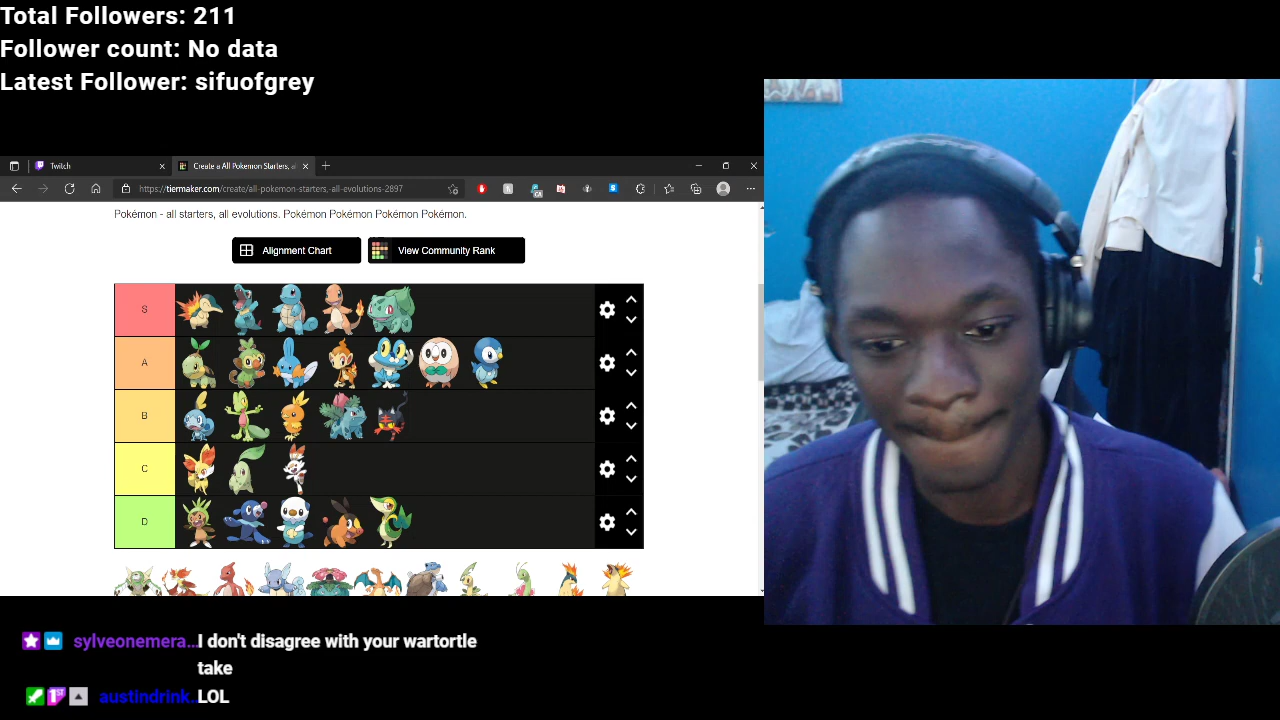 Total Followers: 211
Follower count: No data
Latest Follower: sifuofgrey
Twitch
Create a All Pokemon Starters, a
https://tiermaker.com/create/all-pokemon-starters,-all-evolutions-2897
Pokémon - all starters, all evolutions. Pokémon Pokémon Pokémon Pokémon.
Alignment Chart
View Community Rank
S
A
B
C
D
sylveonemera... I don't disagree with your wartortle
take
1ST
austindrink.. LOL